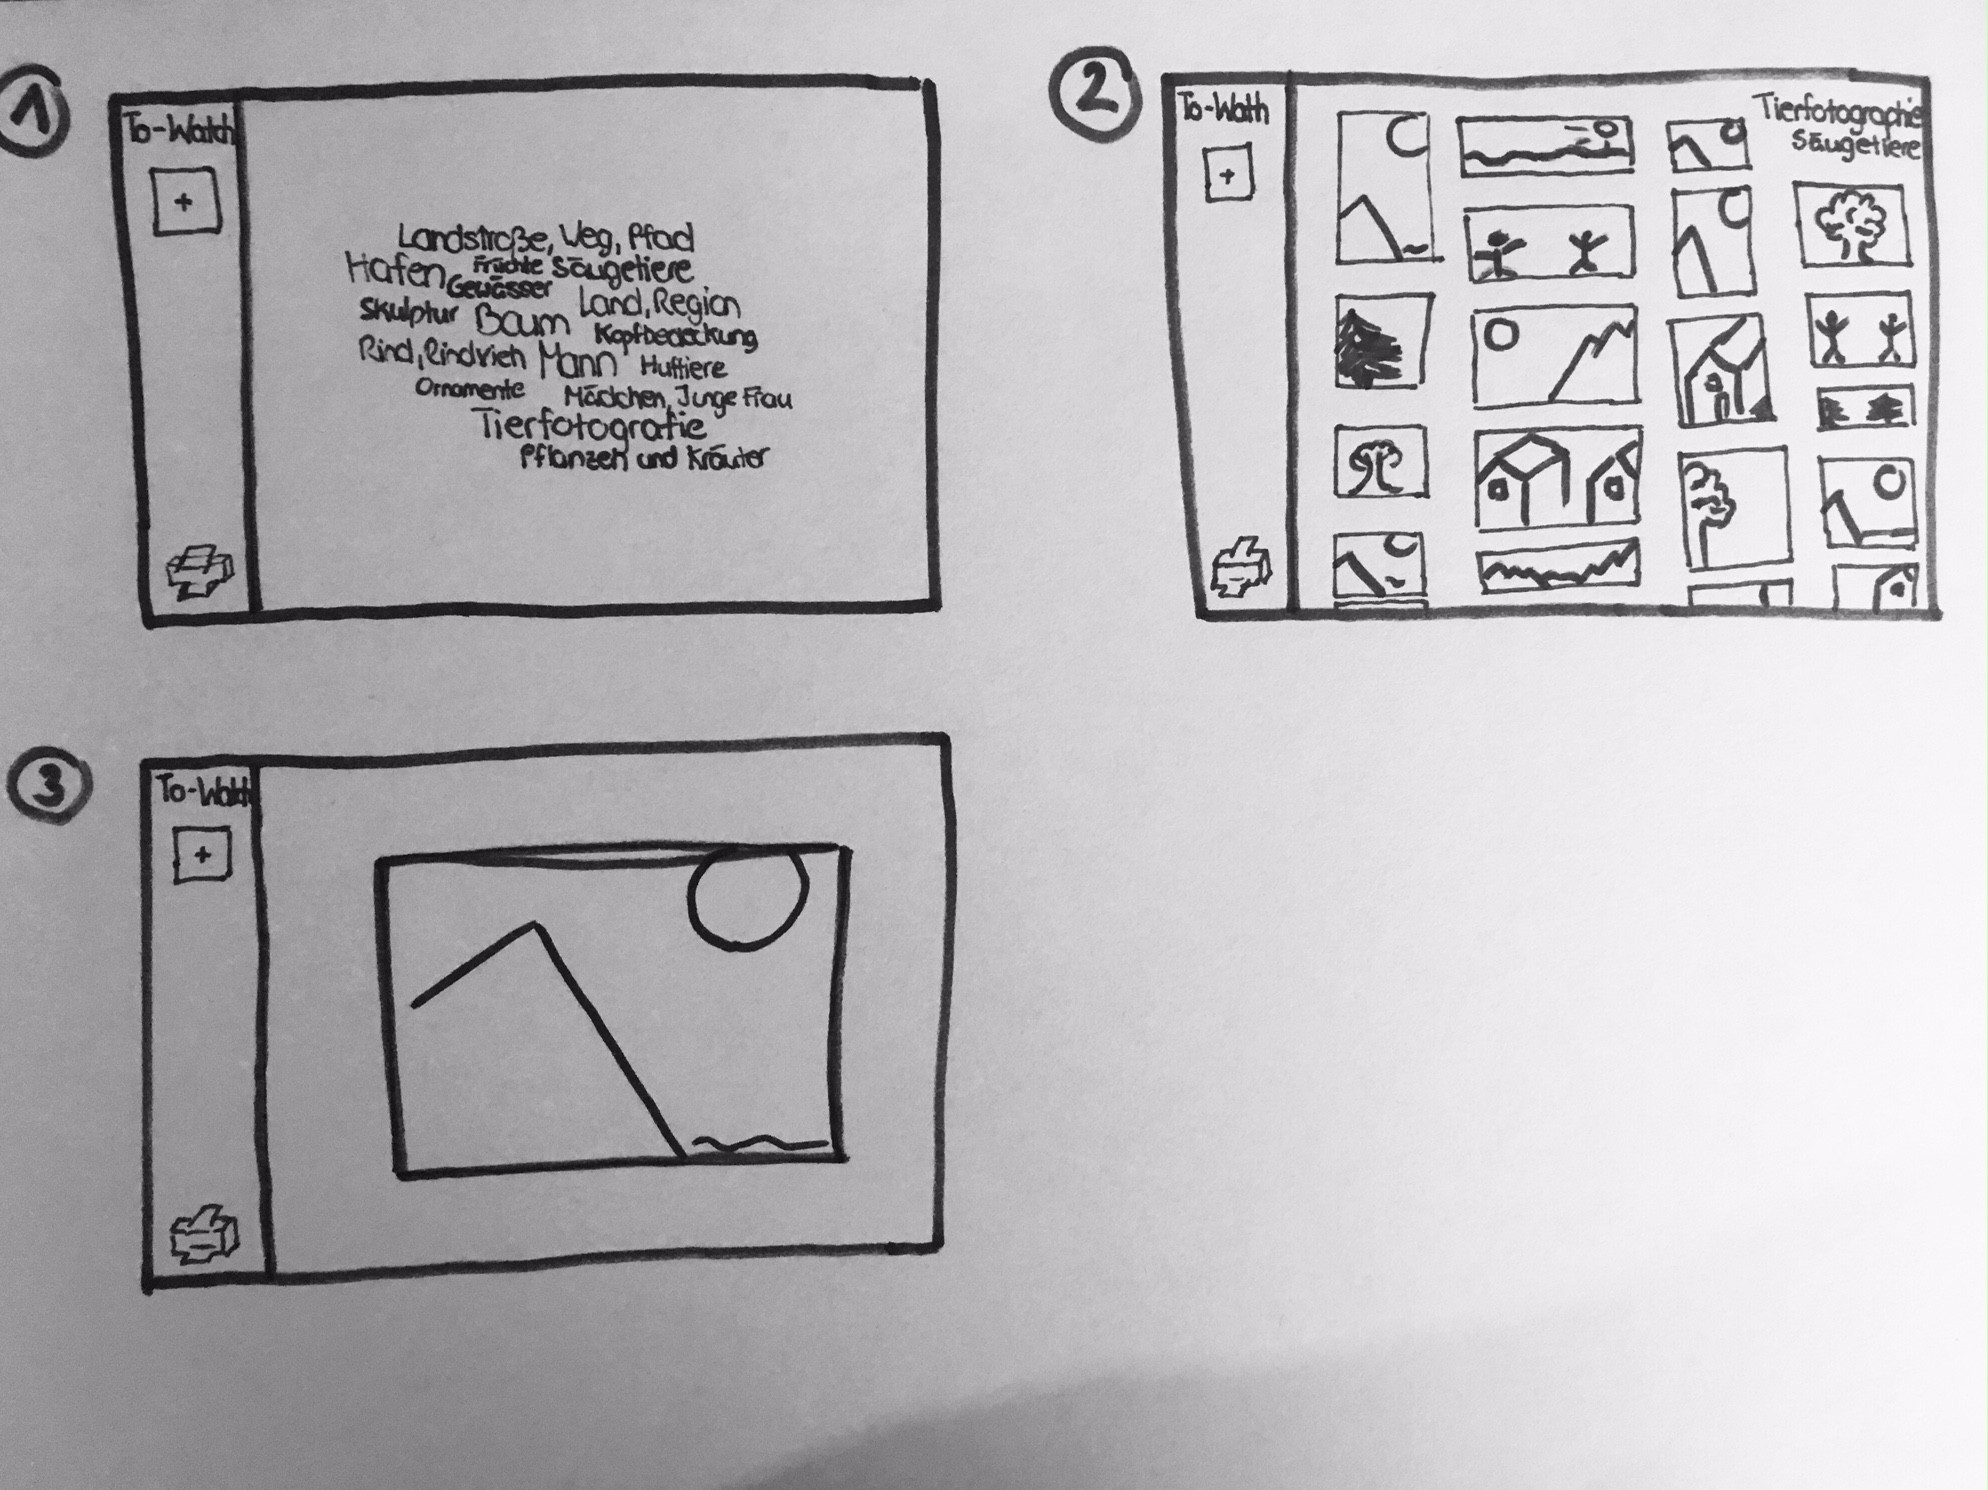 1
To-Watch
+
Landstraße, Weg, Pfad
Hafen Früchte Säugetiere
Gewässer Land, Region
Skulptur Baum Kopfbedeckung
Rind, Rindvieh Mann Huftiere
Ornamente Mädchen, Junge Frau
Tierfotografie
Pflanzen und Kräuter
2
To-Wath
+
Tierfotographie
Säugetiere
3
To-Watch
+